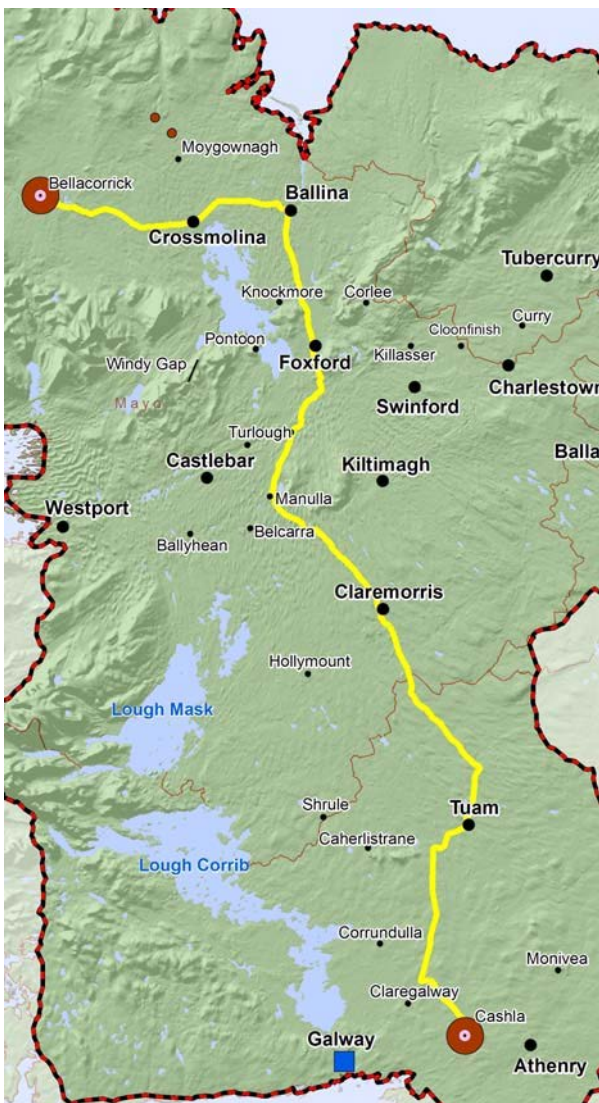 Moygownagh
Bellacorrick
Ballina
Crossmolina
Tubercurry
Knockmore
Corlee
Curry
Cloonfinish
Pontoon
Killasser
Foxford
Windy Gap
Charlestown
Swinford
Mayo
Turlough
Castlebar
Kiltimagh
Balla
Manulla
Westport
Belcarra
Ballyhean
Claremorris
Hollymount
Lough Mask
Shrule
Tuam
Caherlistrane
Lough Corrib
Corrundulla
Monivea
Claregalway
Cashla
Galway
Athenry